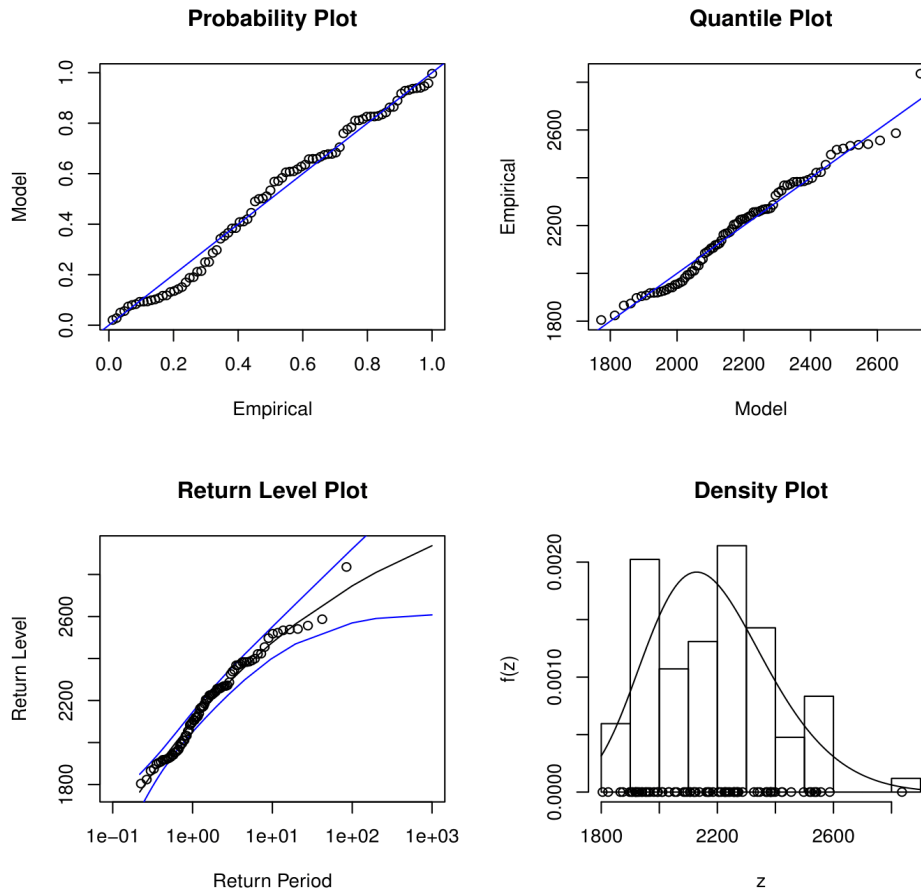 Probability Plot
Model
0.0 0.2 0.4 0.6 0.8 1.0
0.0 0.2 0.4 0.6 0.8 1.0
Empirical
Quantile Plot
Empirical
1800 2200 2600
1800 2000 2200 2400 2600
Model
Return Level Plot
Return Level
1800 2200 2600
1e−01 1e+00 1e+01 1e+02 1e+03
Return Period
Density Plot
f(z)
0.0000 0.0010 0.0020
1800 2200 2600
z